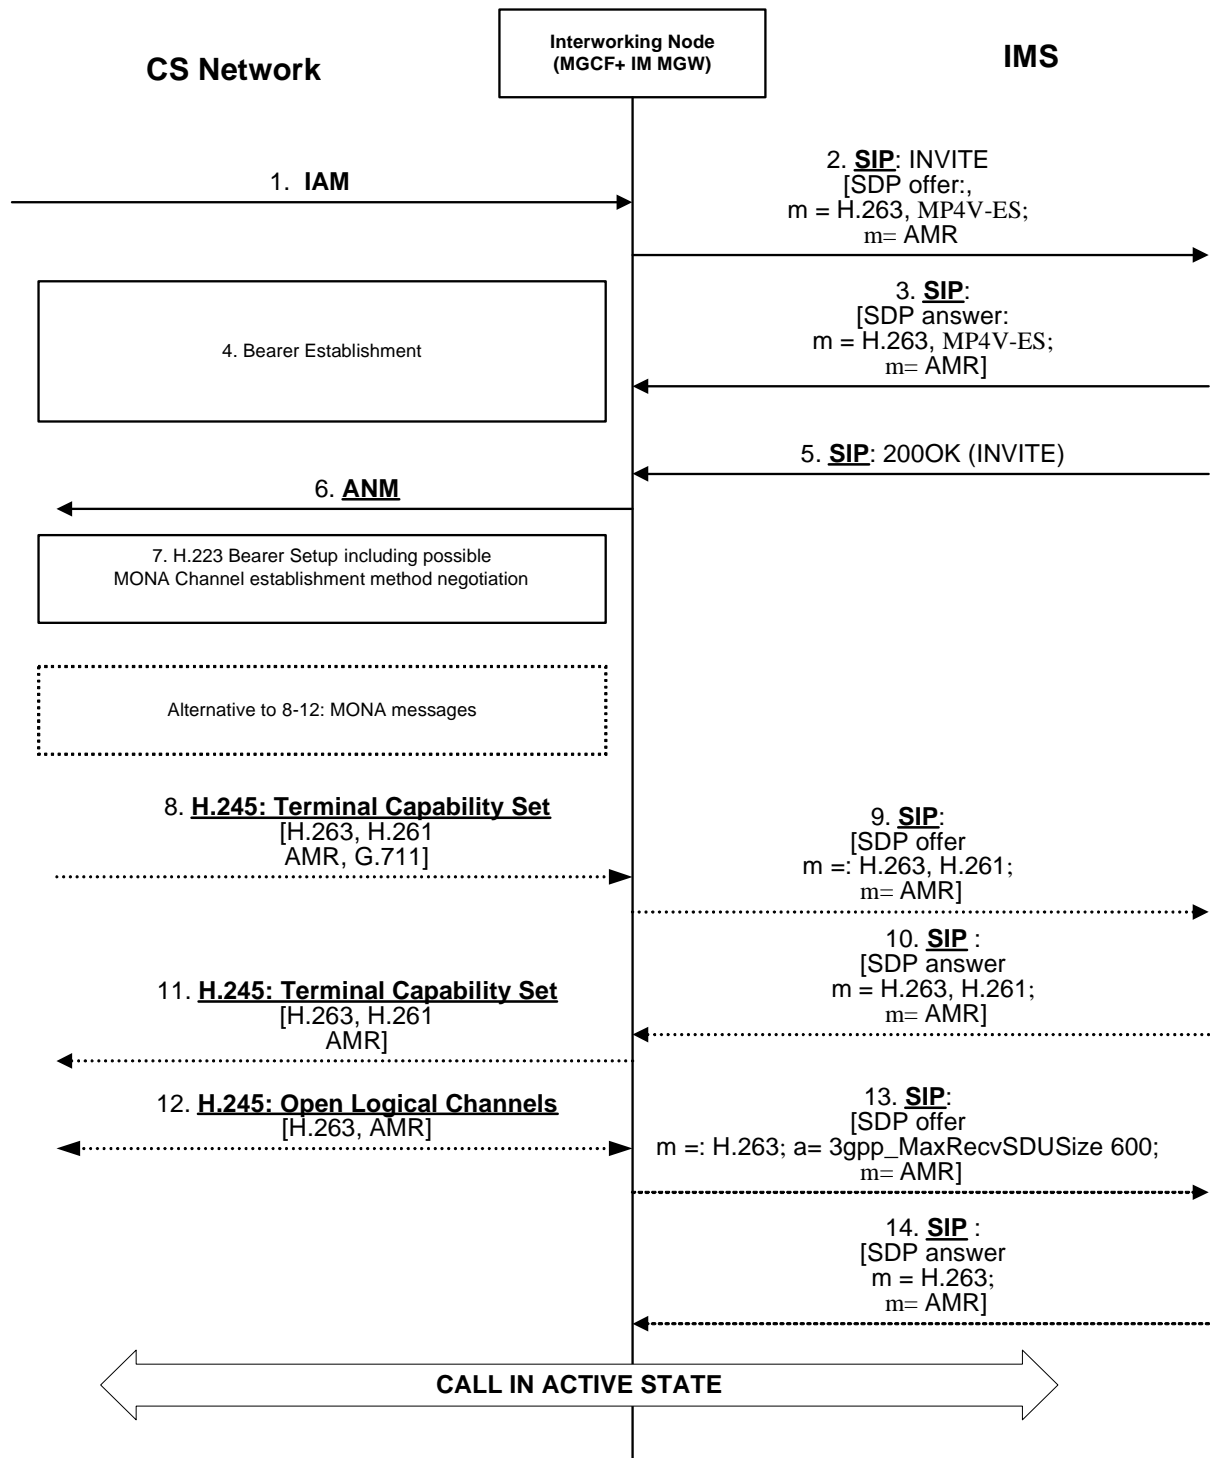 Interworking Node
(MGCF+ IM MGW)
CS Network
IMS
1. IAM
2. SIP: INVITE
[SDP offer:,
m = H.263, MP4V-ES;
m= AMR
3. SIP:
[SDP answer:
m = H.263, MP4V-ES;
m= AMR]
4. Bearer Establishment
5. SIP: 200OK (INVITE)
6. ANM
7. H.223 Bearer Setup including possible
MONA Channel establishment method negotiation
Alternative to 8-12: MONA messages
8. H.245: Terminal Capability Set
[H.263, H.261
AMR, G.711]
9. SIP:
[SDP offer
m =: H.263, H.261;
m= AMR]
10. SIP :
[SDP answer
m = H.263, H.261;
m= AMR]
11. H.245: Terminal Capability Set
[H.263, H.261
AMR]
12. H.245: Open Logical Channels
[H.263, AMR]
13. SIP:
[SDP offer
m =: H.263; a= 3gpp_MaxRecvSDUSize 600;
m= AMR]
14. SIP :
[SDP answer
m = H.263;
m= AMR]
CALL IN ACTIVE STATE